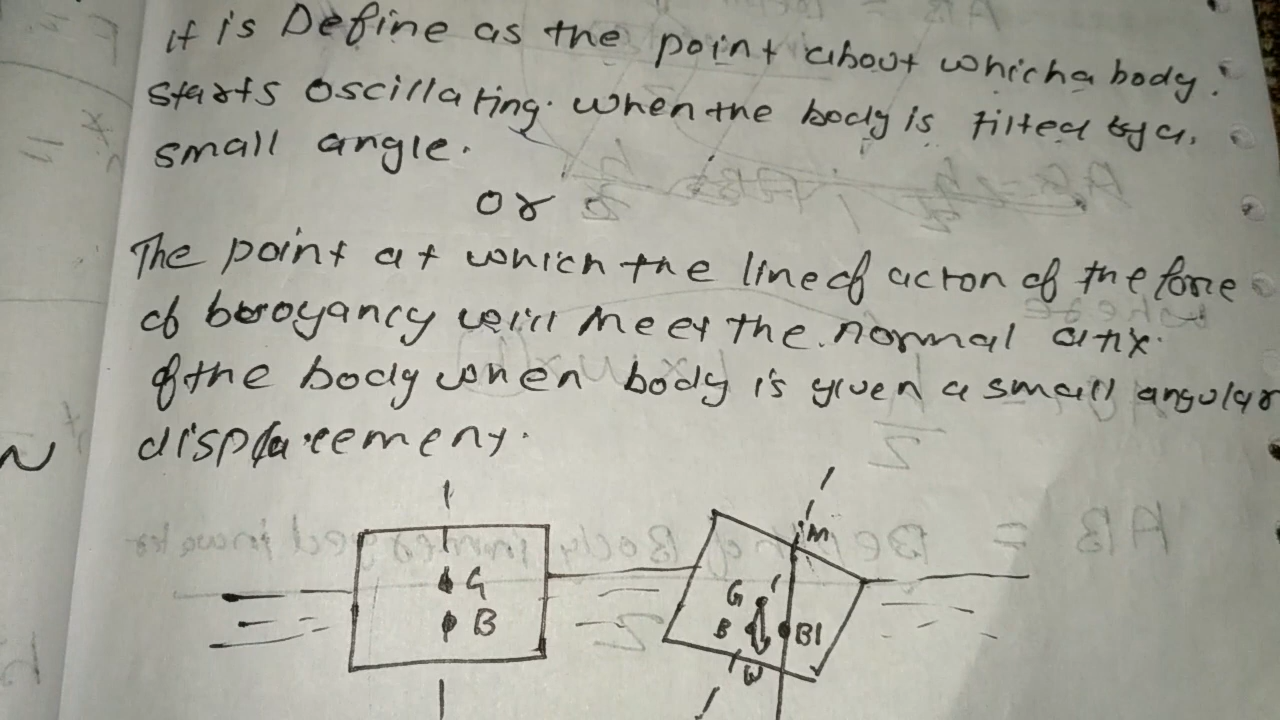 it is Define as the point about which a body.
starts oscillating. when the body is tilted by a.
small angle.
or
The point at which the line of acton of the force
of buoyancy will meet the normal
of the body when body is given a small angular
displacement.
G
B
M
G
B
B1
W
N
AB =